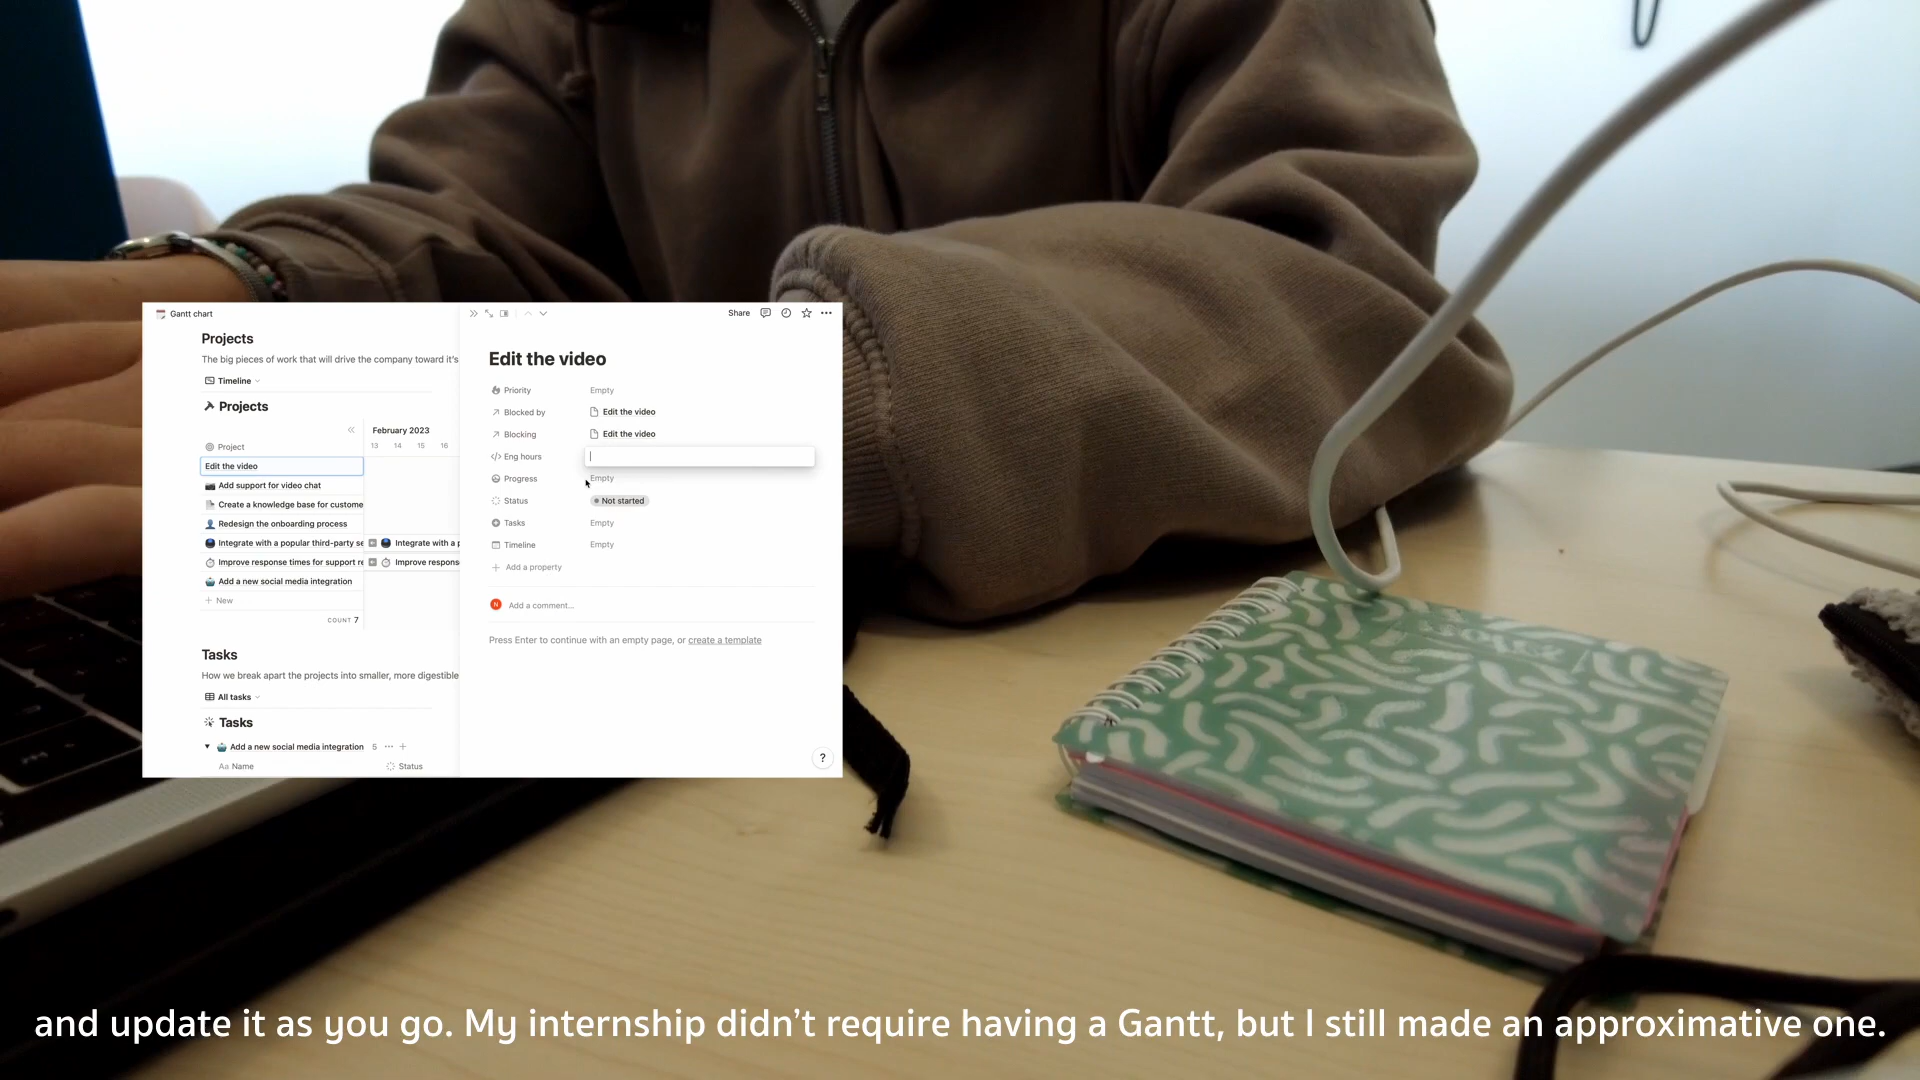 Gantt chart
Projects
The big pieces of work that will drive the company toward it's
Timeline
Projects
February 2023
13 14 15 16
Project
Edit the video
Add support for video chat
Create a knowledge base for custome
Redesign the onboarding process
Integrate with a popular third-party se
Integrate with a p
Improve response times for support re
Improve respons
Add a new social media integration
+ New
COUNT 7
Tasks
How we break apart the projects into smaller, more digestible
All tasks
Tasks
Add a new social media integration 5 ... +
Aa Name Status
Share
Edit the video
Priority Empty
Blocked by Edit the video
Blocking Edit the video
Eng hours
Progress Empty
Status Not started
Tasks Empty
Timeline Empty
+ Add a property
N Add a comment...
Press Enter to continue with an empty page, or create a template
?
and update it as you go. My internship didn't require having a Gantt, but I still made an approximative one.